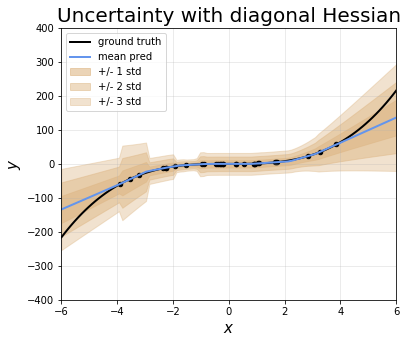 Uncertainty with diagonal Hessian
ground truth
mean pred
+/- 1 std
+/- 2 std
+/- 3 std
400
300
200
100
0
−100
−200
−300
−400
y
−6 −4 −2 0 2 4 6
x